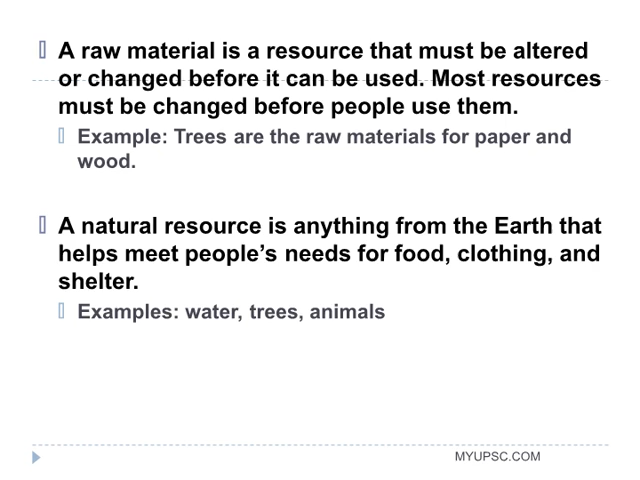 A raw material is a resource that must be altered
or changed before it can be used. Most resources
must be changed before people use them.
Example: Trees are the raw materials for paper and
wood.
A natural resource is anything from the Earth that
helps meet people’s needs for food, clothing, and
shelter.
Examples: water, trees, animals
MYUPSC.COM